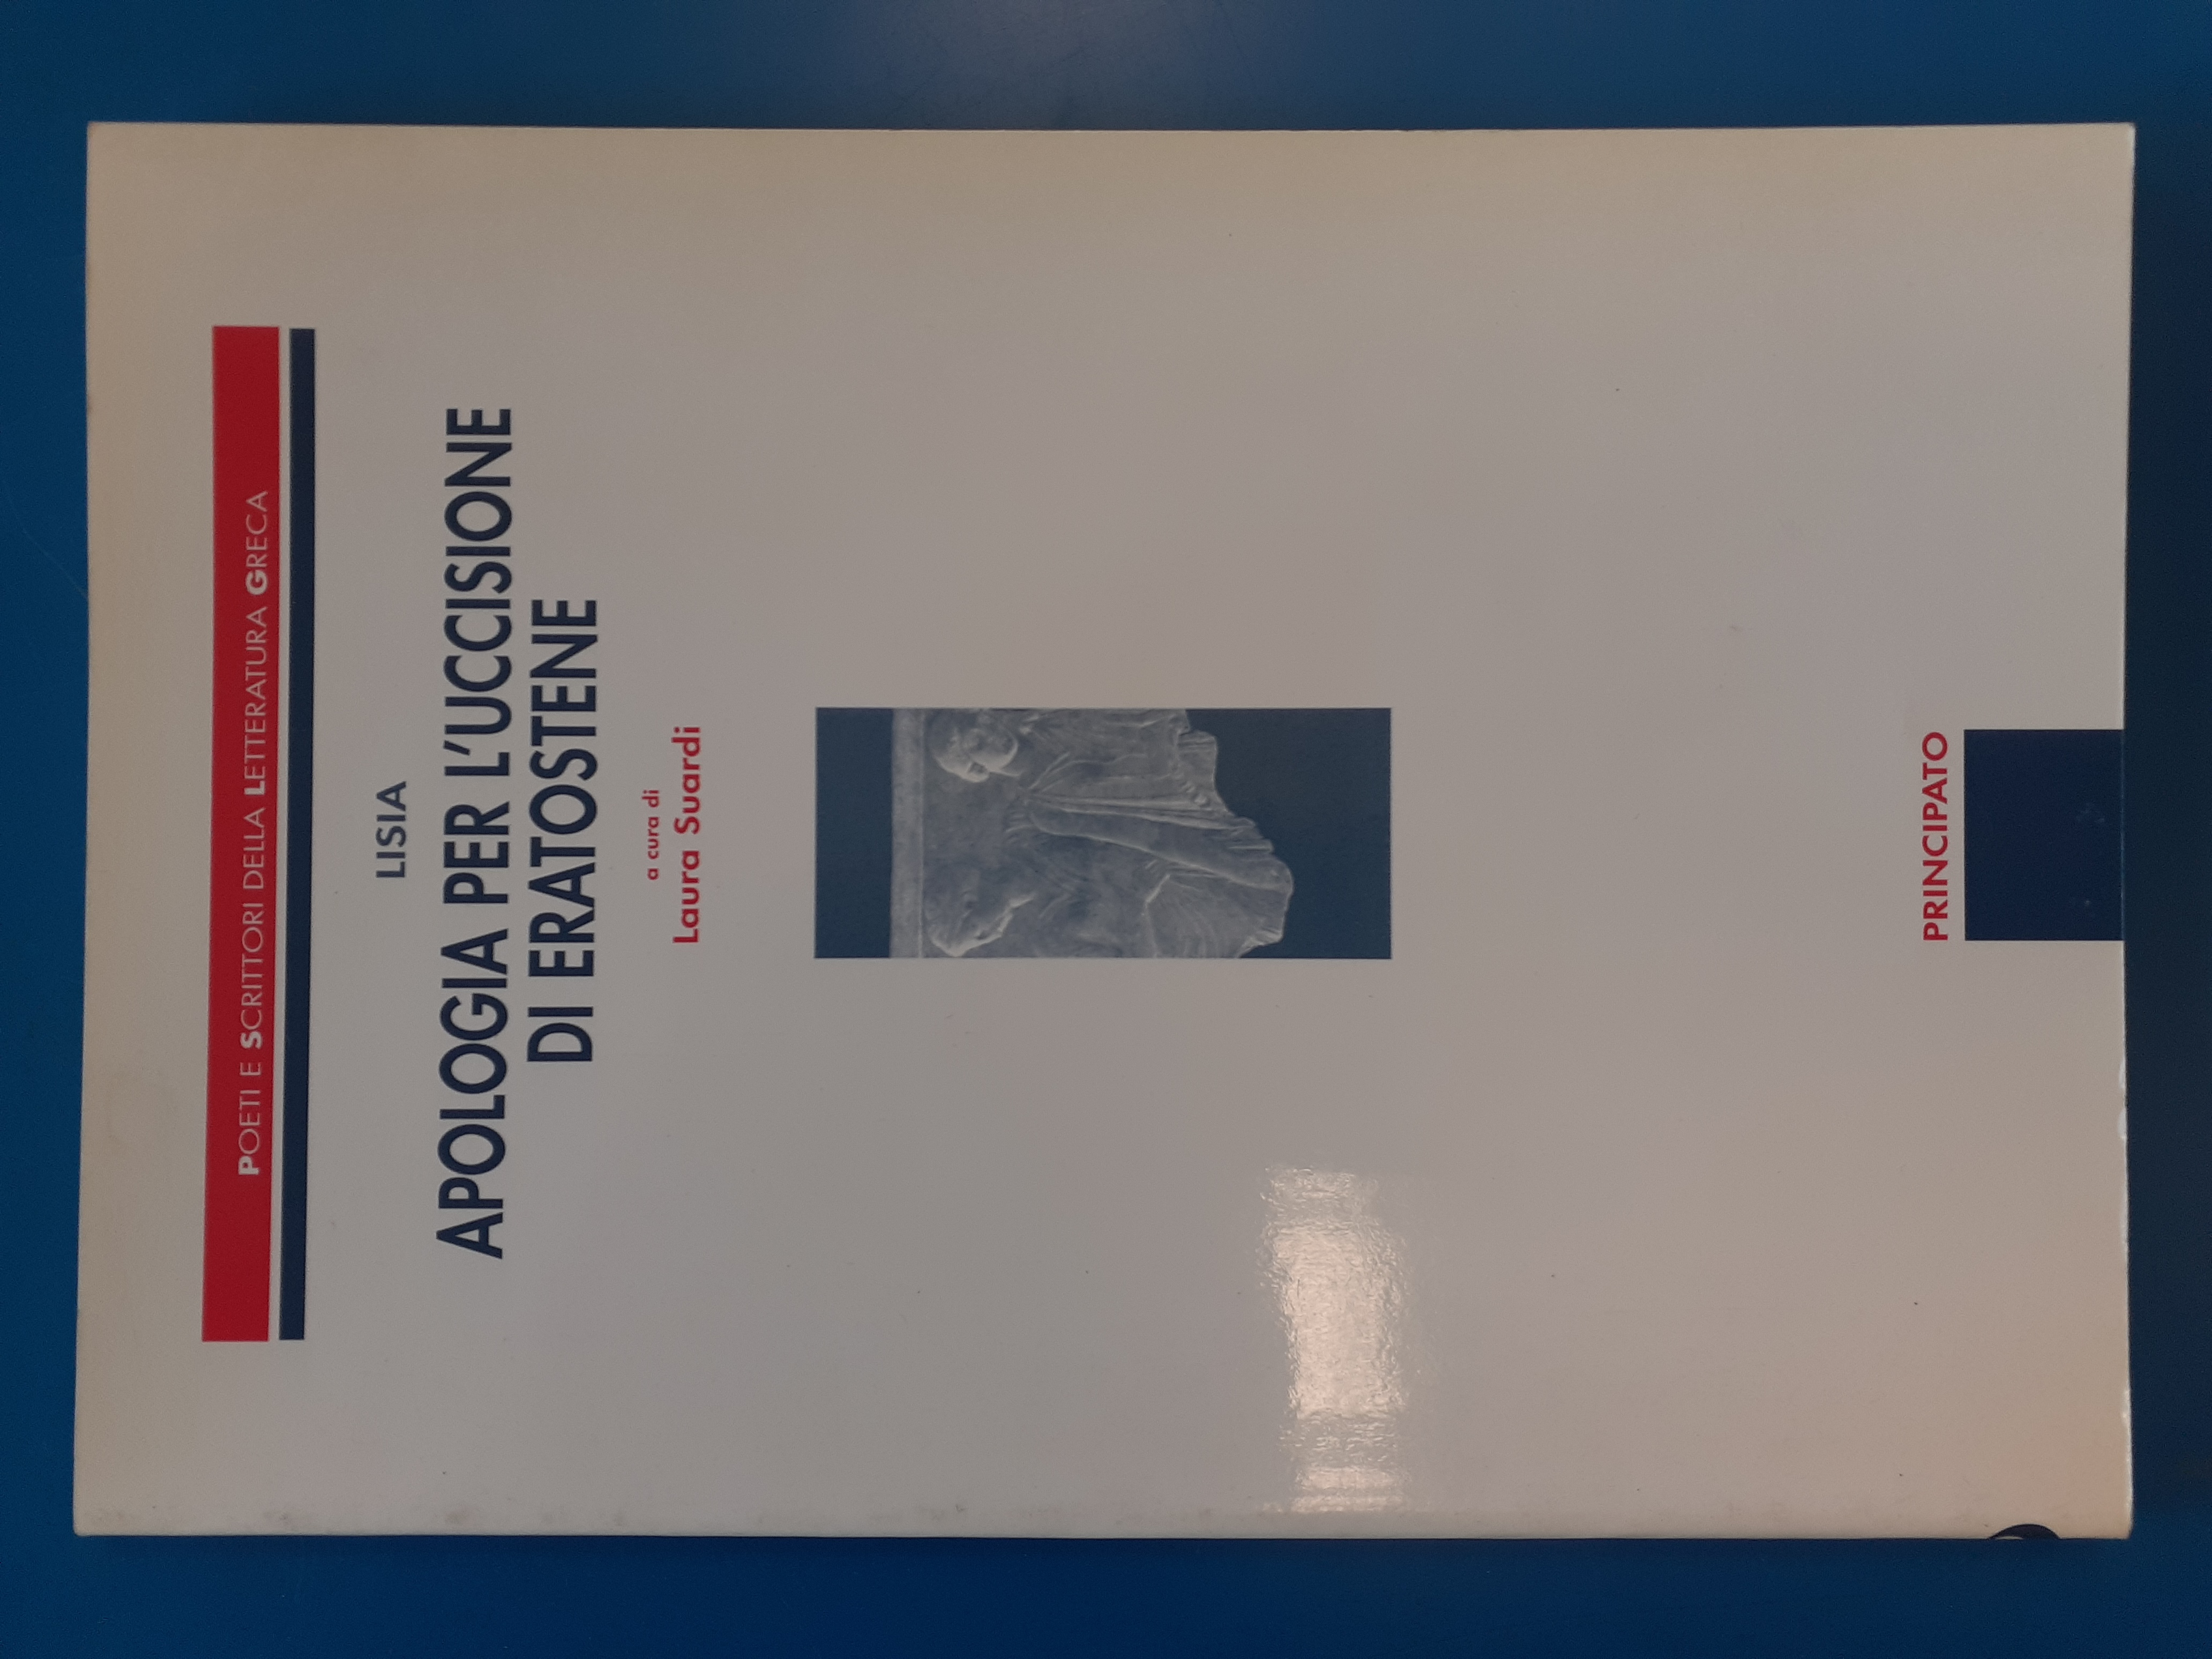 POETI E SCRITTORI DELLA LETTERATURA GRECA
LISIA
APOLOGIA PER L'UCCISIONE
DI ERATOSTENE
a cura di
Laura Suardi
PRINCIPATO